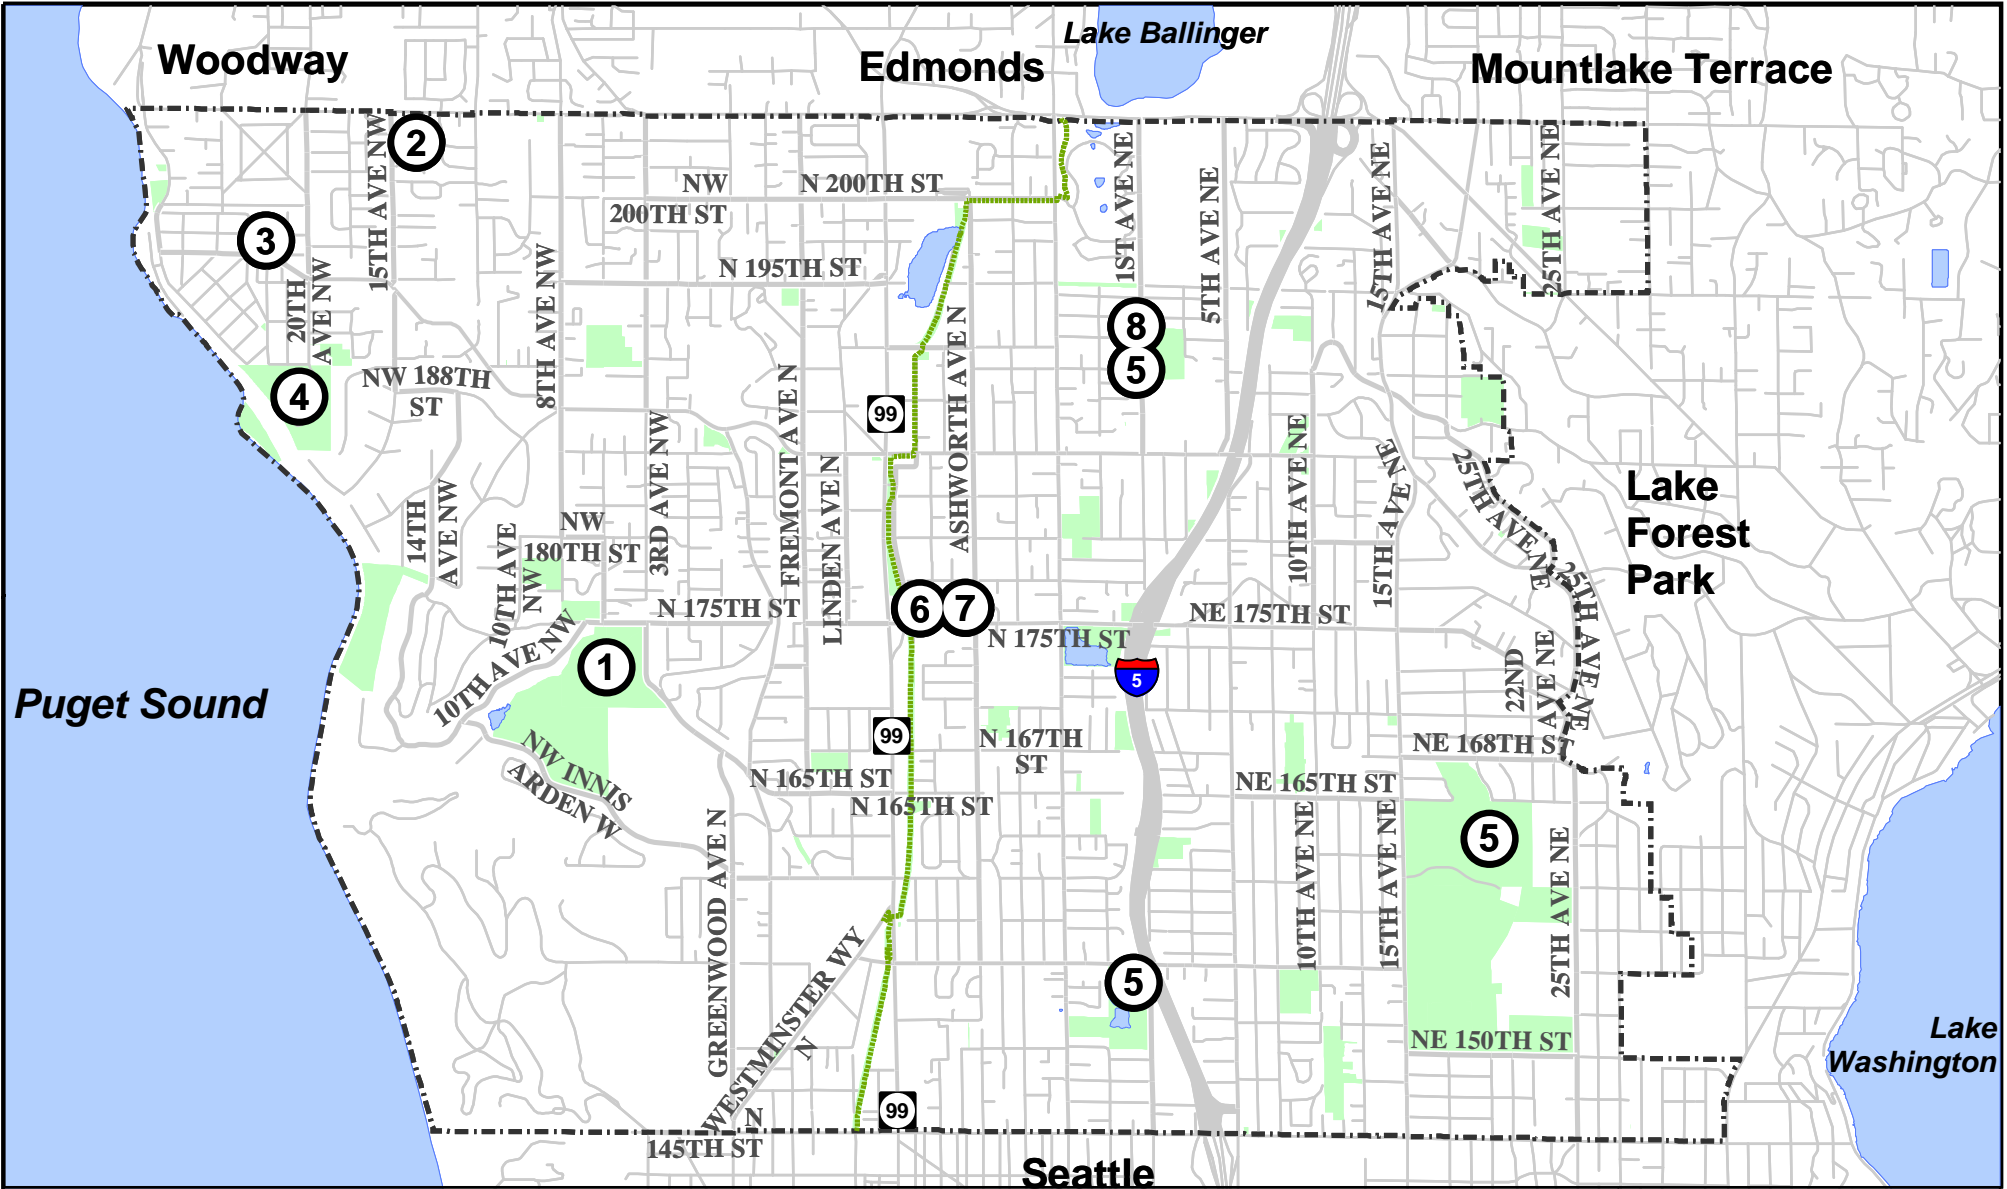 Lake Ballinger
Woodway
Edmonds
Mountlake Terrace
2
15TH AVE NW
1ST AVE NE
15TH AVE NE
25TH AVE NE
NW
200TH ST
N 200TH ST
5TH AVE NE
3
N 195TH ST
20TH
AVE NW
8TH AVE NW
8
5
4
NW 188TH
ST
99
ASHWORTH AVE N
FREMONT AVE N
LINDEN AVE N
3RD AVE NW
10TH AVE NE
15TH AVE NE
25TH AVE NE
Lake
Forest
Park
14TH
AVE NW
10TH AVE
NW
NW
180TH ST
25TH AVE NE
6
7
N 175TH ST
N 175TH ST
NE 175TH ST
10TH AVE NW
1
5
22ND
AVE NE
Puget Sound
99
N 167TH
ST
NE 168TH ST
NW INNIS
ARDEN W
N 165TH ST
N 165TH ST
NE 165TH ST
GREENWOOD AVE N
10TH AVE NE
15TH AVE NE
5
25TH AVE NE
WESTMINSTER WY
N
5
NE 150TH ST
Lake
Washington
99
N
145TH ST
Seattle